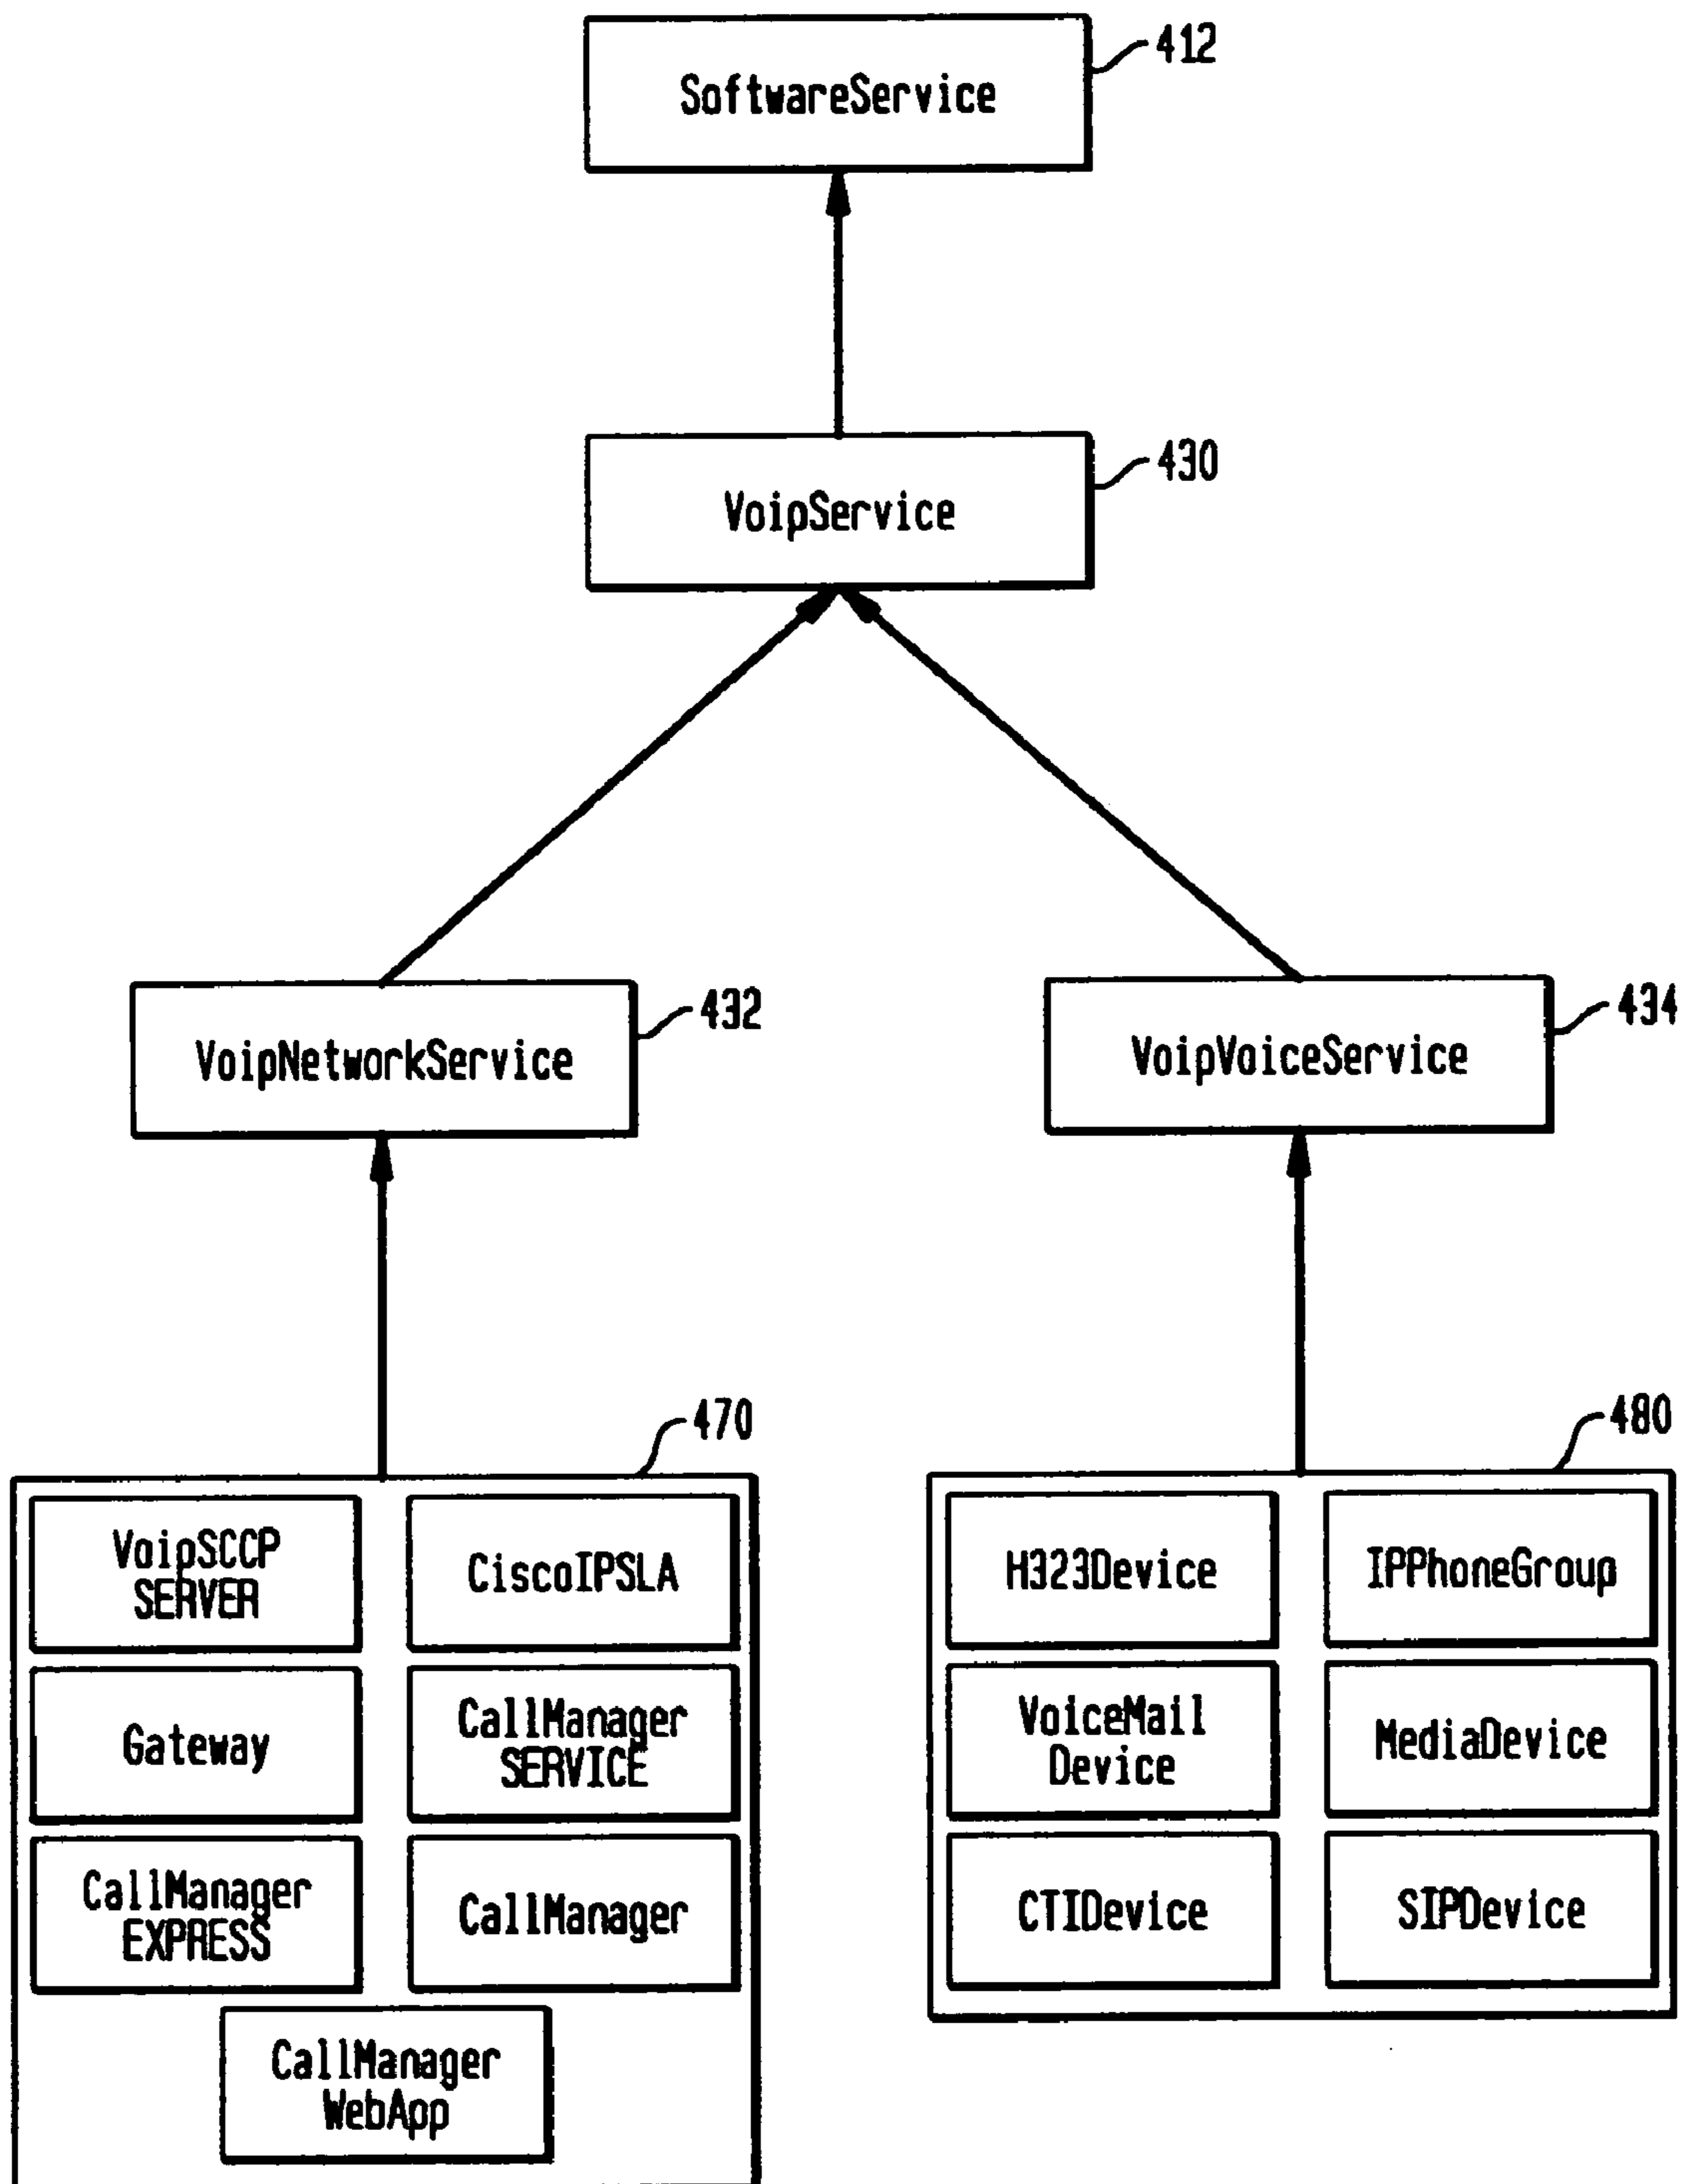 SoftwareService
412
VoipService
430
VoipNetworkService
432
VoipVoiceService
434
470
VoipSCCP
SERVER
CiscoIPSLA
Gateway
CallManager
SERVICE
CallManager
EXPRESS
CallManager
CallManager
WebApp
480
H323Device
IPPhoneGroup
VoiceMail
Device
MediaDevice
CTIDevice
SIPDevice